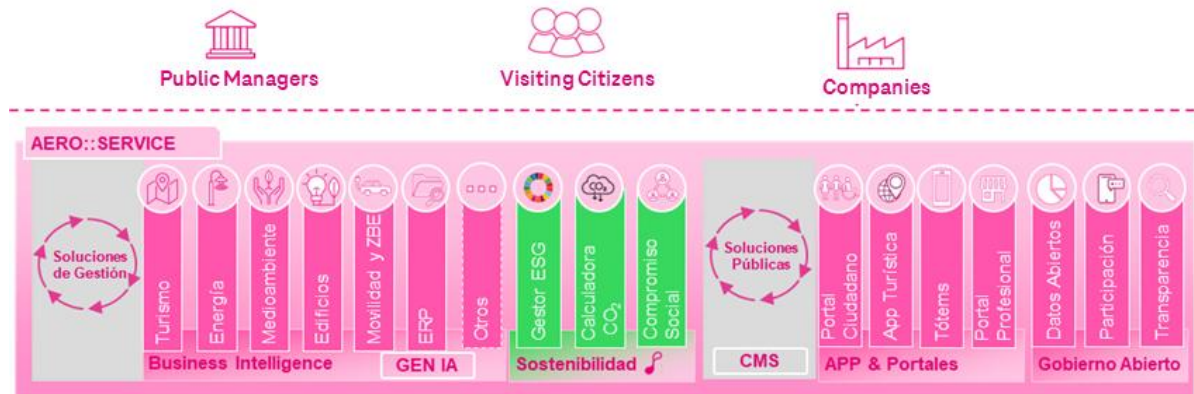 Public Managers
Visiting Citizens
Companies
AERO::SERVICE
Soluciones
de Gestión
Turismo
Energía
Medioambiente
Edificios
Movilidad y ZBE
ERP
Otros
Business Intelligence
GEN IA
Gestor ESG
Calculadora
CO₂
Compromiso
Social
Sostenibilidad
Soluciones
Públicas
CMS
Portal
Ciudadano
App Turística
Tótems
Portal
Profesional
APP & Portales
Datos Abiertos
Participación
Transparencia
Gobierno Abierto